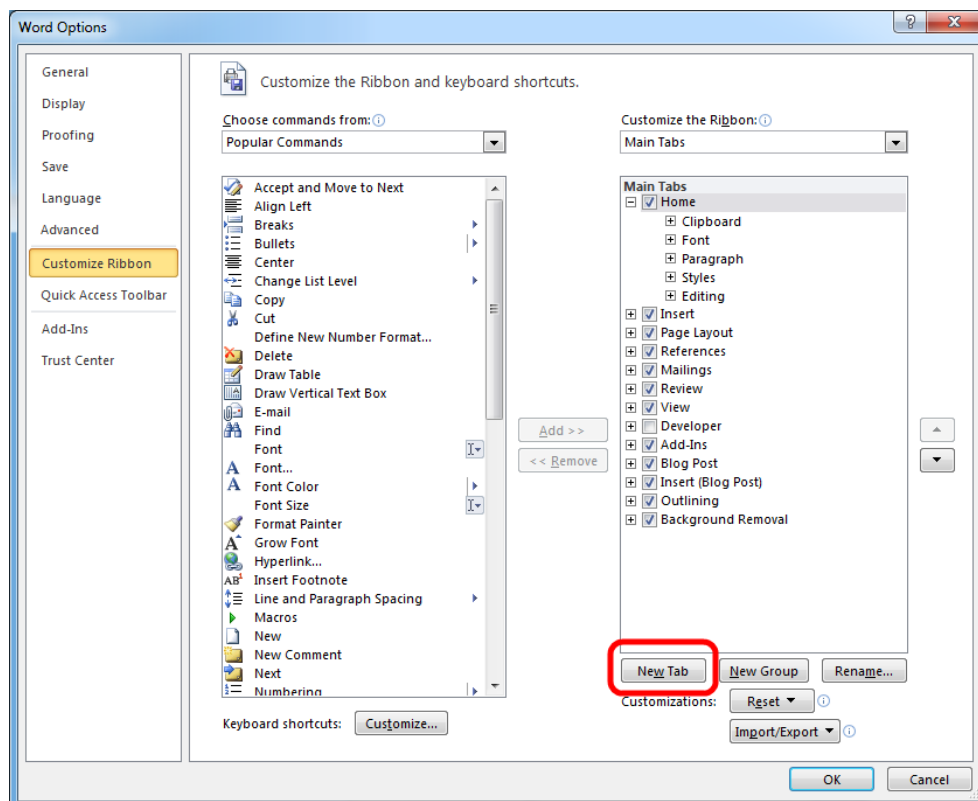 Word Options
General
Display
Proofing
Save
Language
Advanced
Customize Ribbon
Quick Access Toolbar
Add-Ins
Trust Center
Customize the Ribbon and keyboard shortcuts.
Choose commands from:
Popular Commands
Accept and Move to Next
Align Left
Breaks
Bullets
Center
Change List Level
Copy
Cut
Define New Number Format...
Delete
Draw Table
Draw Vertical Text Box
E-mail
Find
Font
Font...
Font Color
Font Size
Format Painter
Grow Font
Hyperlink...
Insert Footnote
Line and Paragraph Spacing
Macros
New
New Comment
Next
Numbering
Keyboard shortcuts: Customize...
Add >>
<< Remove
Customize the Ribbon:
Main Tabs
Main Tabs
Home
Clipboard
Font
Paragraph
Styles
Editing
Insert
Page Layout
References
Mailings
Review
View
Developer
Add-Ins
Blog Post
Insert (Blog Post)
Outlining
Background Removal
New Tab New Group Rename...
Customizations: Reset
Import/Export
OK Cancel